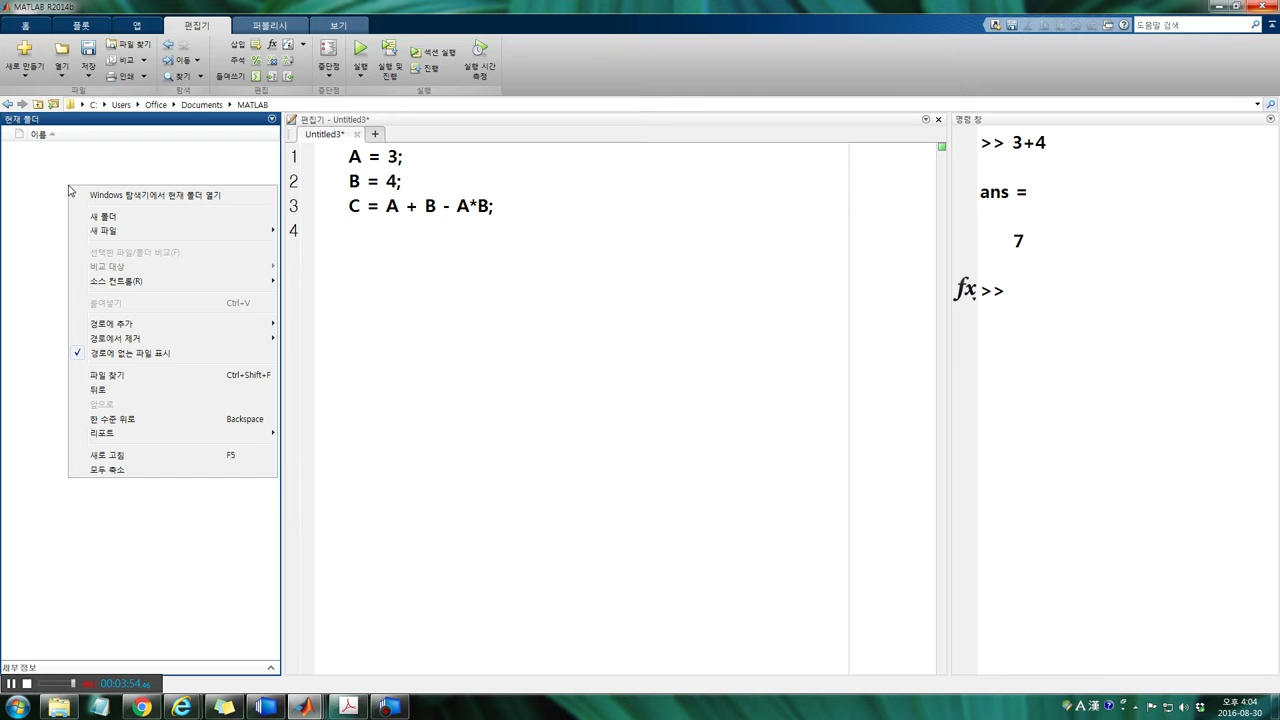 MATLAB R2014b
홈 플롯 앱 편집기 퍼블리시 보기
도움말 검색
새로 만들기 열기 저장 파일 찾기 비교 인쇄
이동 찾기
삽입 주석 들여쓰기
중단점
실행 실행 및 진행 섹션 실행 진행 실행 시간 측정
파일 탐색 편집 중단점 실행
C: Users Office Documents MATLAB
현재 폴더
이름
Windows 탐색기에서 현재 폴더 열기
새 폴더
새 파일
선택한 파일/폴더 비교(F)
비교 대상
소스 컨트롤(R)
붙여넣기 Ctrl+V
경로에 추가
경로에서 제거
경로에 없는 파일 표시
파일 찾기 Ctrl+Shift+F
뒤로
앞으로
한 수준 위로 Backspace
리포트
새로 고침 F5
모두 축소
세부 정보
편집기 - Untitled3*
Untitled3*
1 A = 3;
2 B = 4;
3 C = A + B - A*B;
4
명령 창
>> 3+4
ans =
7
fx >>
00:03:54.46
A 漢
오후 4:04
2016-08-30